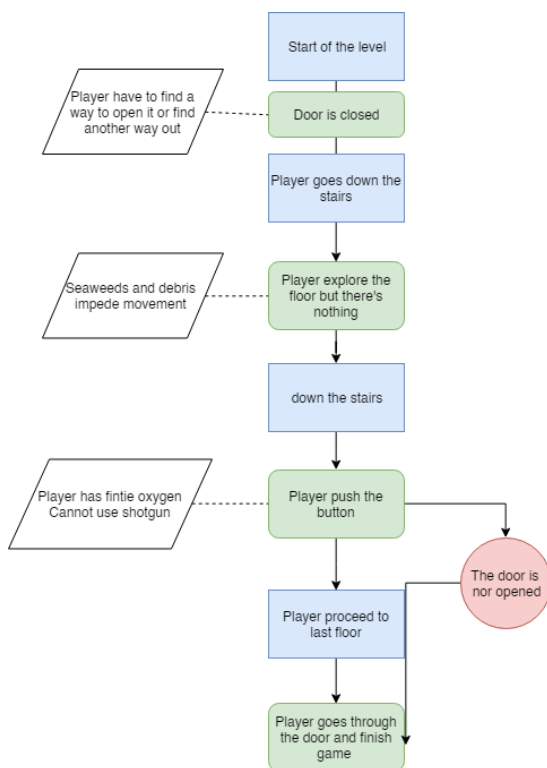 Start of the level
Player have to find a
way to open it or find
another way out
Door is closed
Player goes down the
stairs
Seaweeds and debris
impede movement
Player explore the
floor but there's
nothing
down the stairs
Player has fintie oxygen
Cannot use shotgun
Player push the
button
The door is
nor opened
Player proceed to
last floor
Player goes through
the door and finish
game